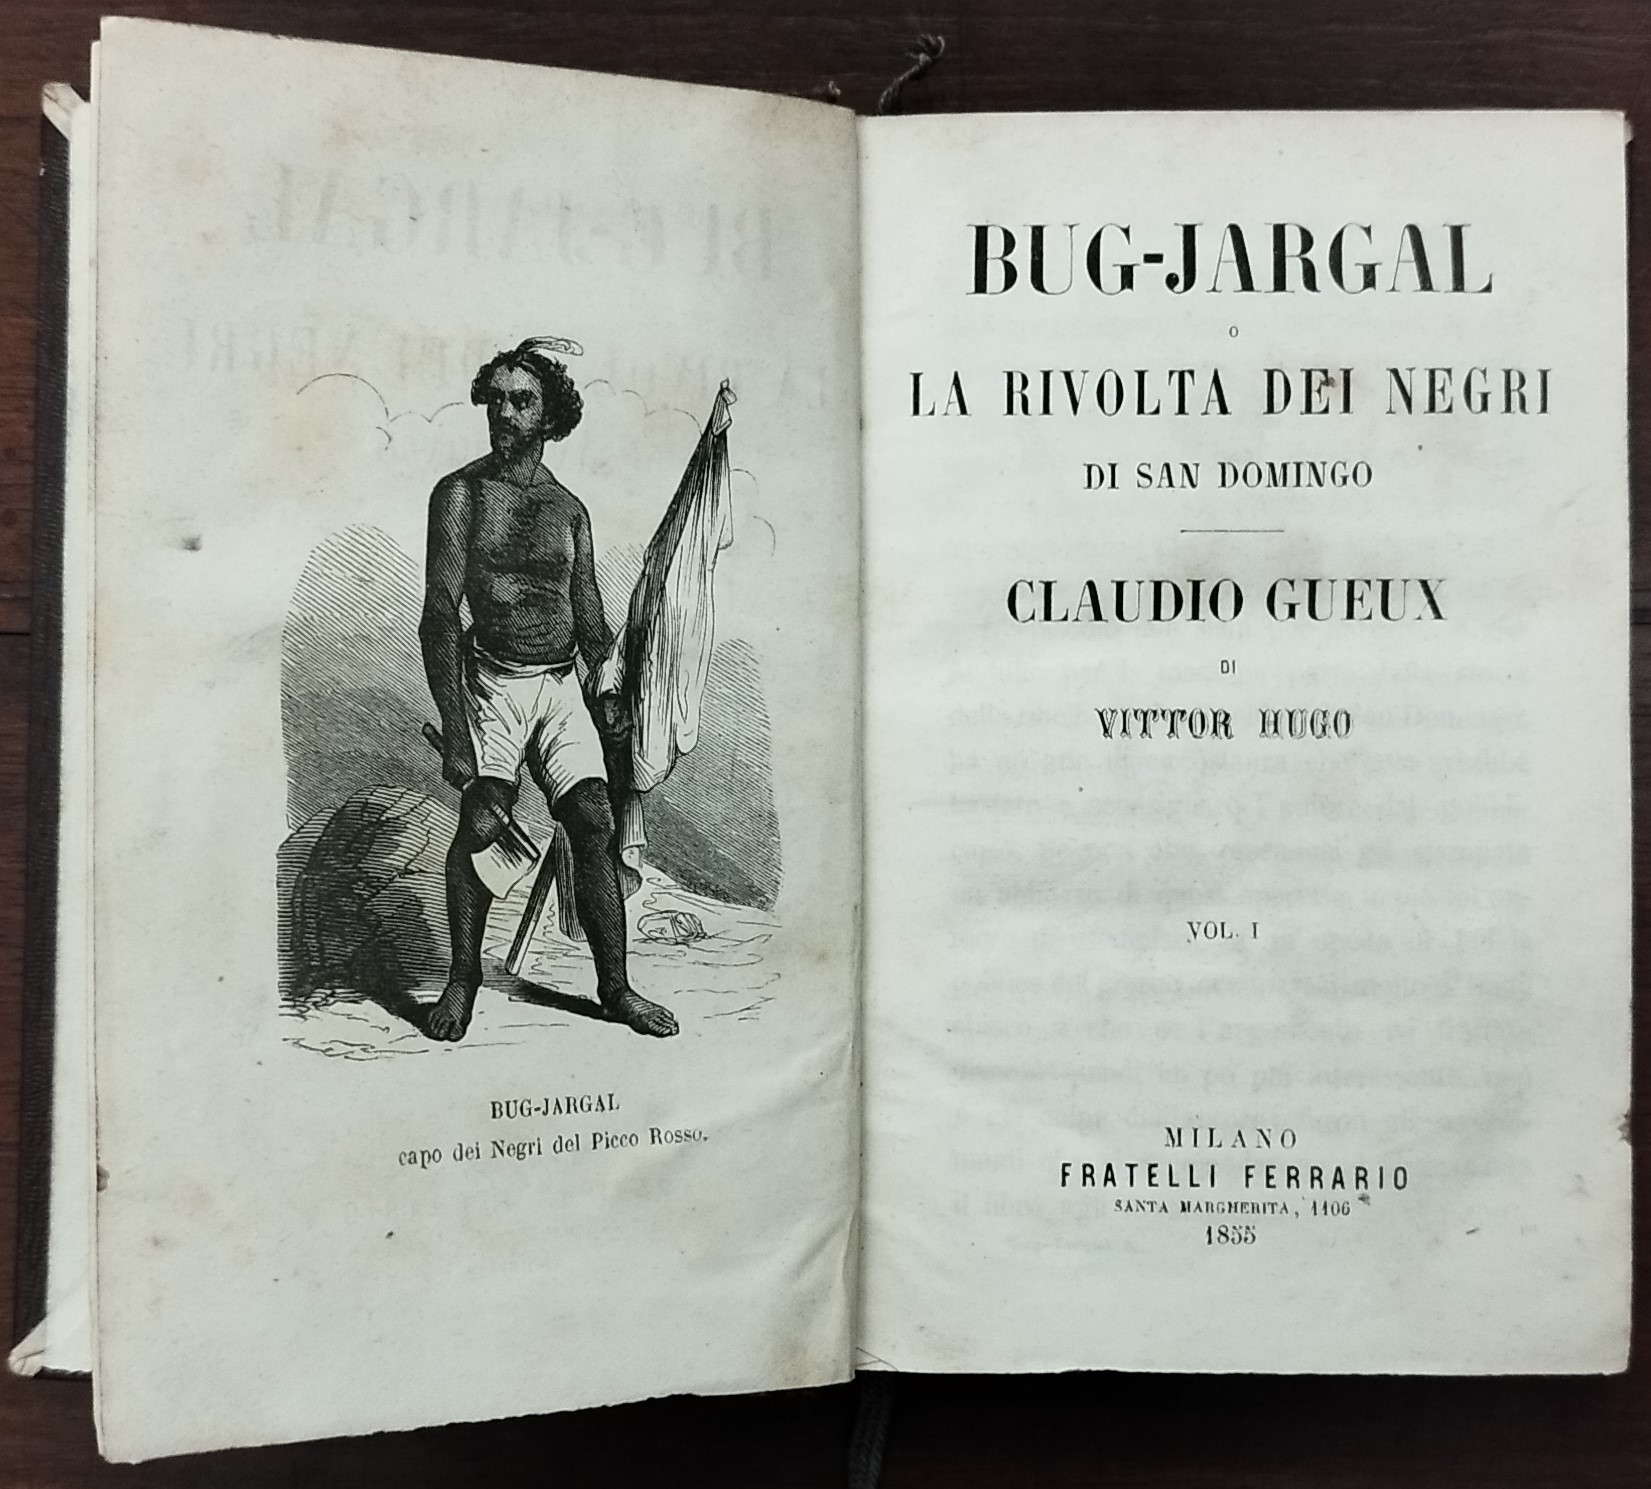 BUG-JARGAL
capo dei Negri del Picco Rosso.
BUG-JARGAL
O
LA RIVOLTA DEI NEGRI
DI SAN DOMINGO
CLAUDIO GUEUX
DI
VITTOR HUGO
VOL. I
MILANO
FRATELLI FERRARIO
SANTA MARGHERITA, 1106
1855